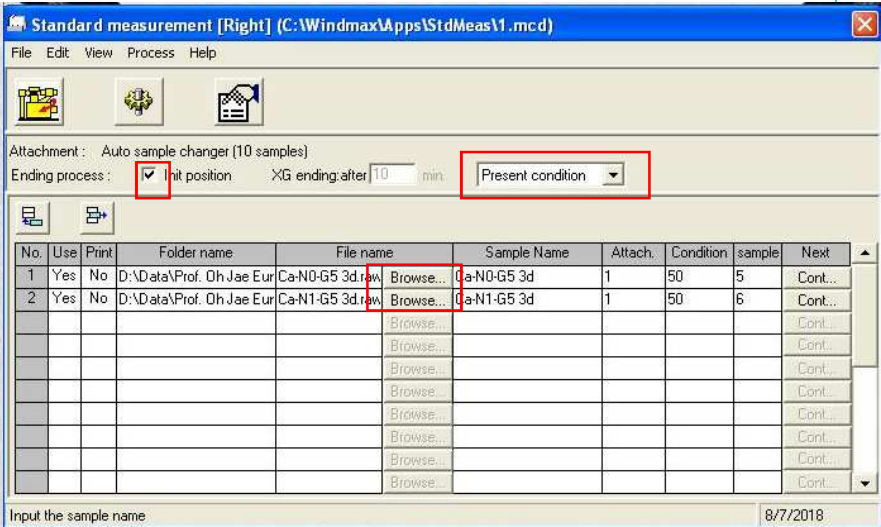 Standard measurement [Right] (C:\Windmax\Apps\StdMeas\1.mcd)
File Edit View Process Help
Attachment : Auto sample changer (10 samples)
Ending process : Init position XG ending:after 10 min. Present condition
No. Use Print Folder name File name Sample Name Attach. Condition sample Next
1 Yes No D:\Data\Prof. Oh Jae Eur Ca-N0-G5 3d.raw Browse... Ca-N0-G5 3d 1 50 5 Cont...
2 Yes No D:\Data\Prof. Oh Jae Eur Ca-N1-G5 3d.raw Browse... Ca-N1-G5 3d 1 50 6 Cont...
Browse... Cont...
Browse... Cont...
Browse... Cont...
Browse... Cont...
Browse... Cont...
Browse... Cont...
Browse... Cont...
Browse... Cont...
Input the sample name 8/7/2018